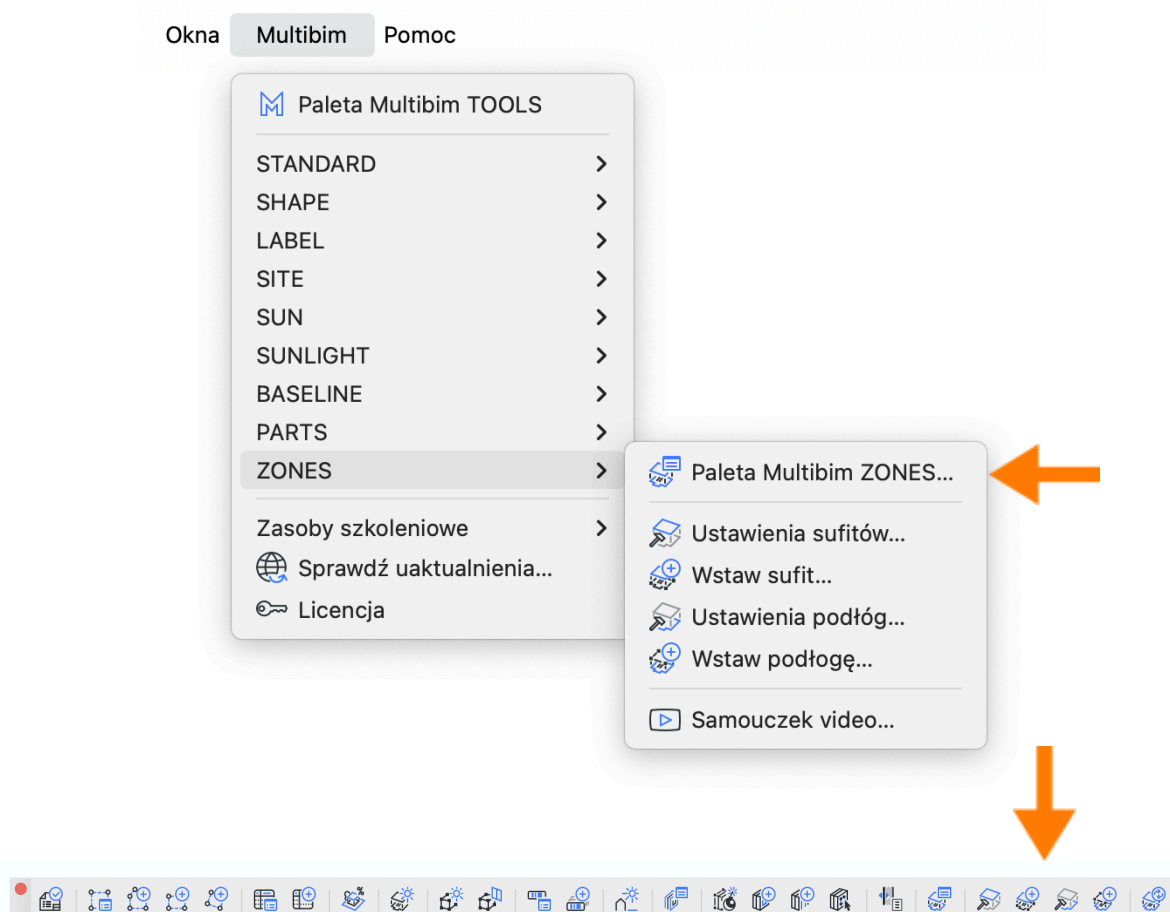 Okna Multibim Pomoc
Paleta Multibim TOOLS
STANDARD
SHAPE
LABEL
SITE
SUN
SUNLIGHT
BASELINE
PARTS
ZONES
Zasoby szkoleniowe
Sprawdź uaktualnienia...
Licencja
Paleta Multibim ZONES...
Ustawienia sufitów...
Wstaw sufit...
Ustawienia podłóg...
Wstaw podłogę...
Samouczek video...